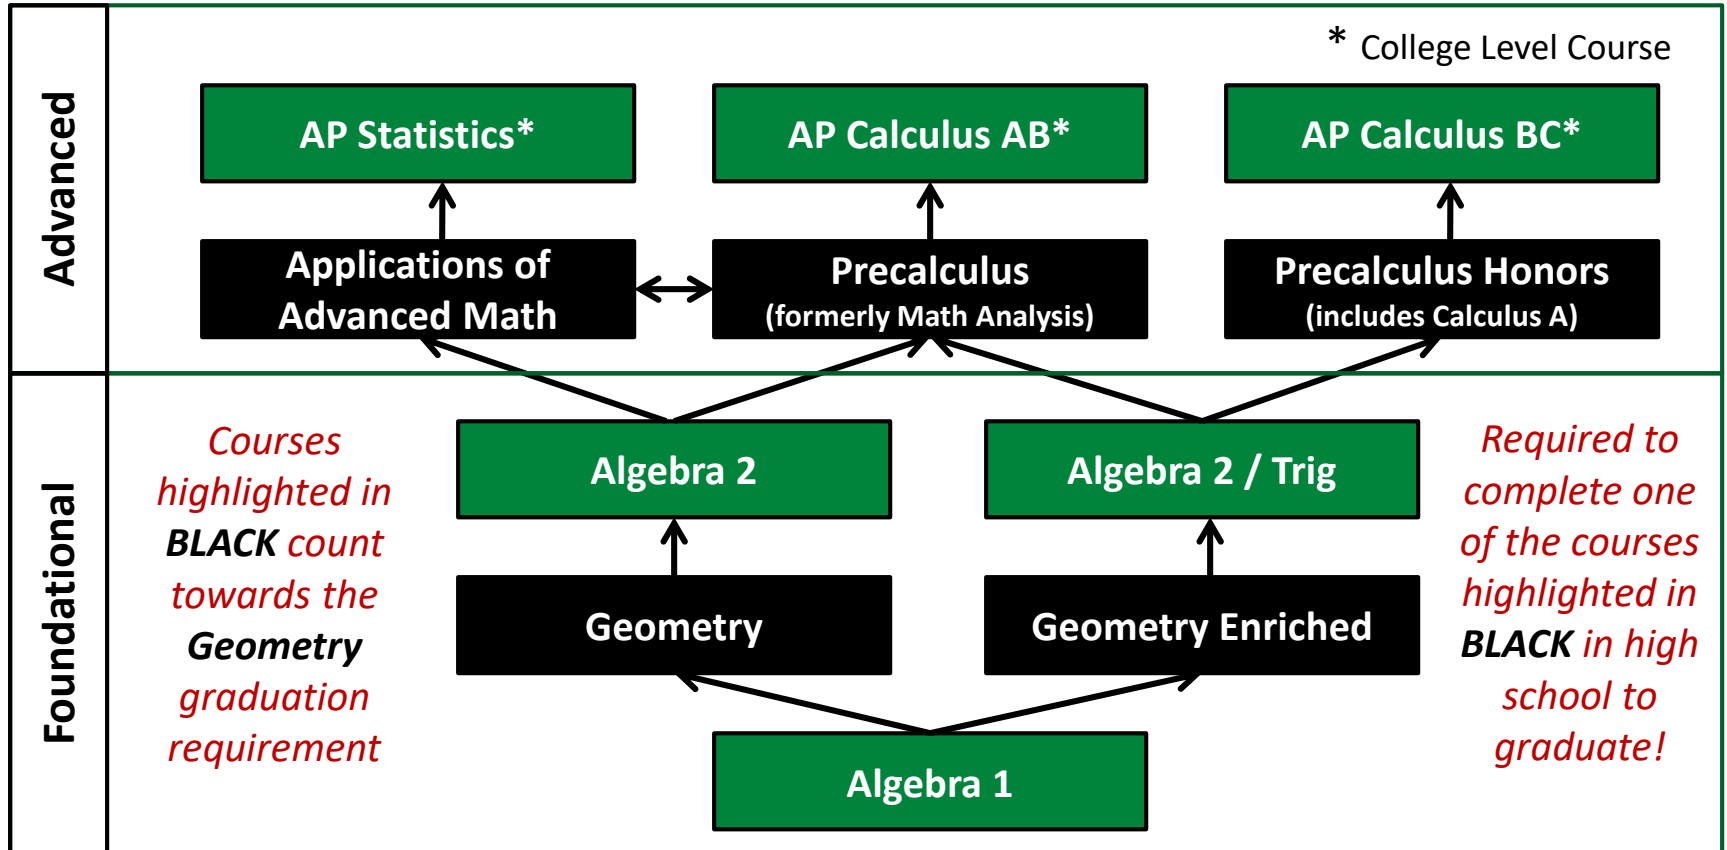 Advanced
* College Level Course
AP Statistics*
AP Calculus AB*
AP Calculus BC*
Applications of
Advanced Math
Precalculus
(formerly Math Analysis)
Precalculus Honors
(includes Calculus A)
Foundational
Courses
highlighted in
BLACK count
towards the
Geometry
graduation
requirement
Algebra 2
Algebra 2 / Trig
Geometry
Geometry Enriched
Algebra 1
Required to
complete one
of the courses
highlighted in
BLACK in high
school to
graduate!